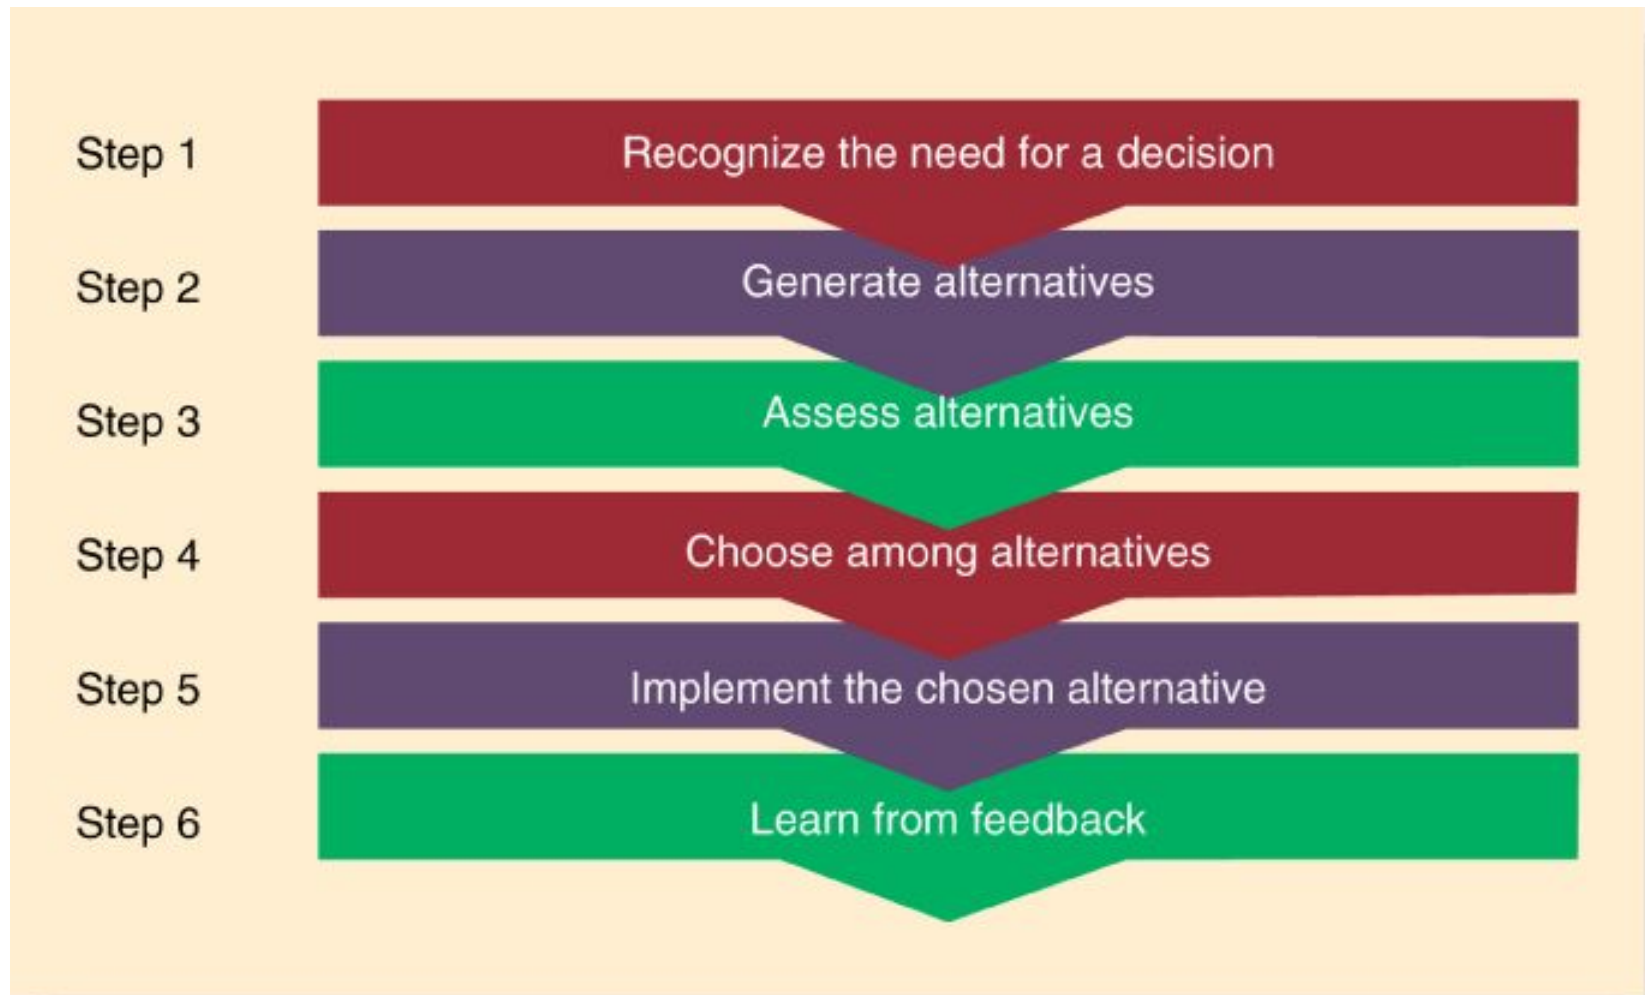 Step 1 Recognize the need for a decision
Step 2 Generate alternatives
Step 3 Assess alternatives
Step 4 Choose among alternatives
Step 5 Implement the chosen alternative
Step 6 Learn from feedback